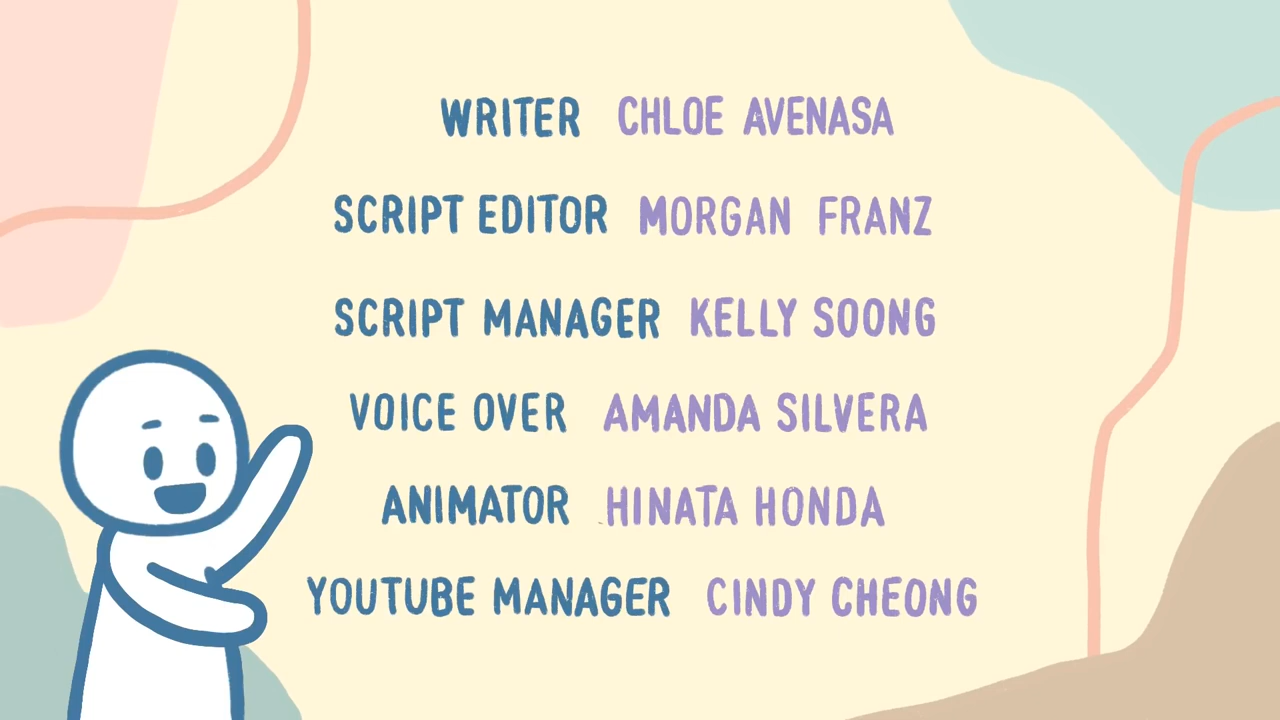 WRITER CHLOE AVENASA
SCRIPT EDITOR MORGAN FRANZ
SCRIPT MANAGER KELLY SOONG
VOICE OVER AMANDA SILVERA
ANIMATOR HINATA HONDA
YOUTUBE MANAGER CINDY CHEONG